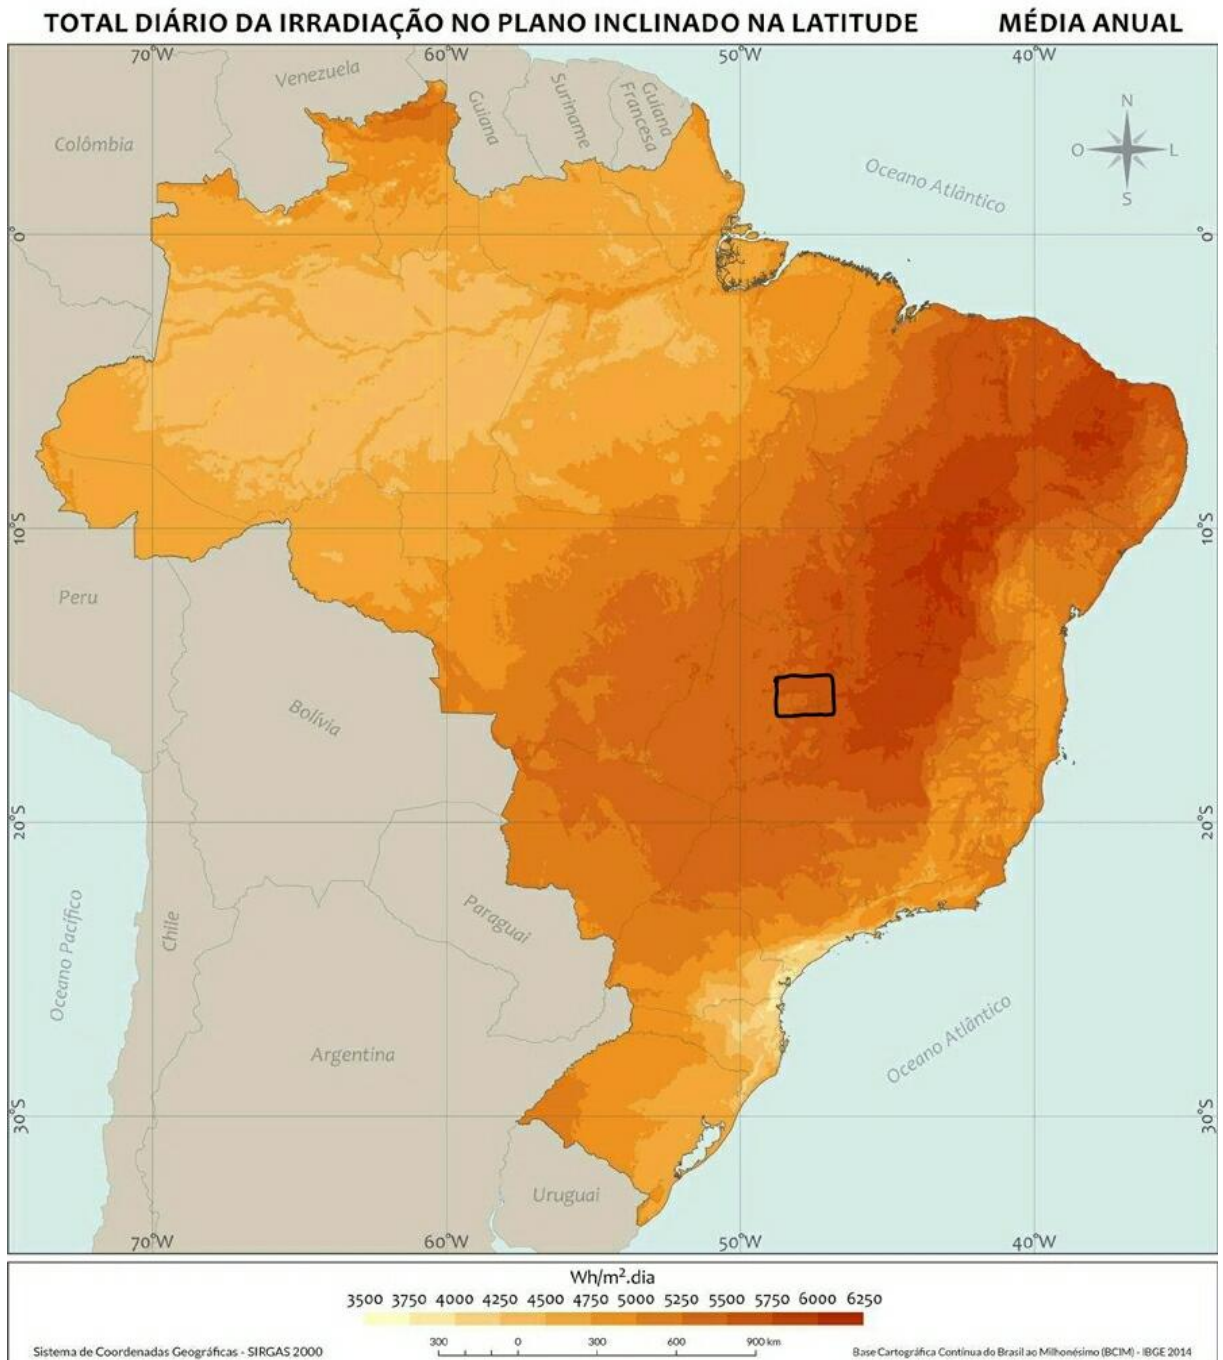 TOTAL DIÁRIO DA IRRADIAÇÃO NO PLANO INCLINADO NA LATITUDE MÉDIA ANUAL
70°W 60°W 50°W 40°W
Venezuela
Guiana
Suriname
Guiana
Francesa
Colômbia
N
O L
S
Oceano Atlântico
0° 0°
10°S 10°S
Peru
Bolívia
20°S 20°S
Oceano Pacífico
Chile
Paraguai
Argentina
Oceano Atlântico
30°S 30°S
Uruguai
70°W 60°W 50°W 40°W
Wh/m².dia
3500 3750 4000 4250 4500 4750 5000 5250 5500 5750 6000 6250
300 0 300 600 900 km
Sistema de Coordenadas Geográficas - SIRGAS 2000
Base Cartográfica Contínua do Brasil ao Milhonésimo (BCIM) - IBGE 2014